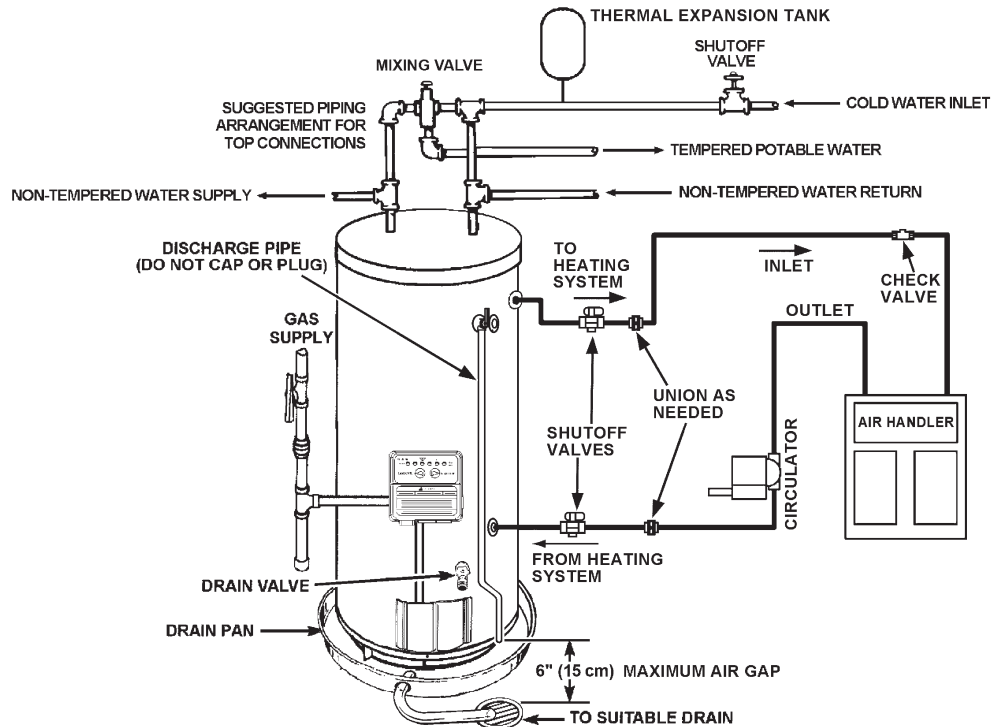 THERMAL EXPANSION TANK
SHUTOFF
VALVE
MIXING VALVE
COLD WATER INLET
SUGGESTED PIPING
ARRANGEMENT FOR
TOP CONNECTIONS
TEMPERED POTABLE WATER
NON-TEMPERED WATER SUPPLY
NON-TEMPERED WATER RETURN
DISCHARGE PIPE
(DO NOT CAP OR PLUG)
TO
HEATING
SYSTEM
INLET
CHECK
VALVE
GAS
SUPPLY
OUTLET
UNION AS
NEEDED
AIR HANDLER
SHUTOFF
VALVES
CIRCULATOR
FROM HEATING
SYSTEM
DRAIN VALVE
DRAIN PAN
6" (15 cm) MAXIMUM AIR GAP
TO SUITABLE DRAIN